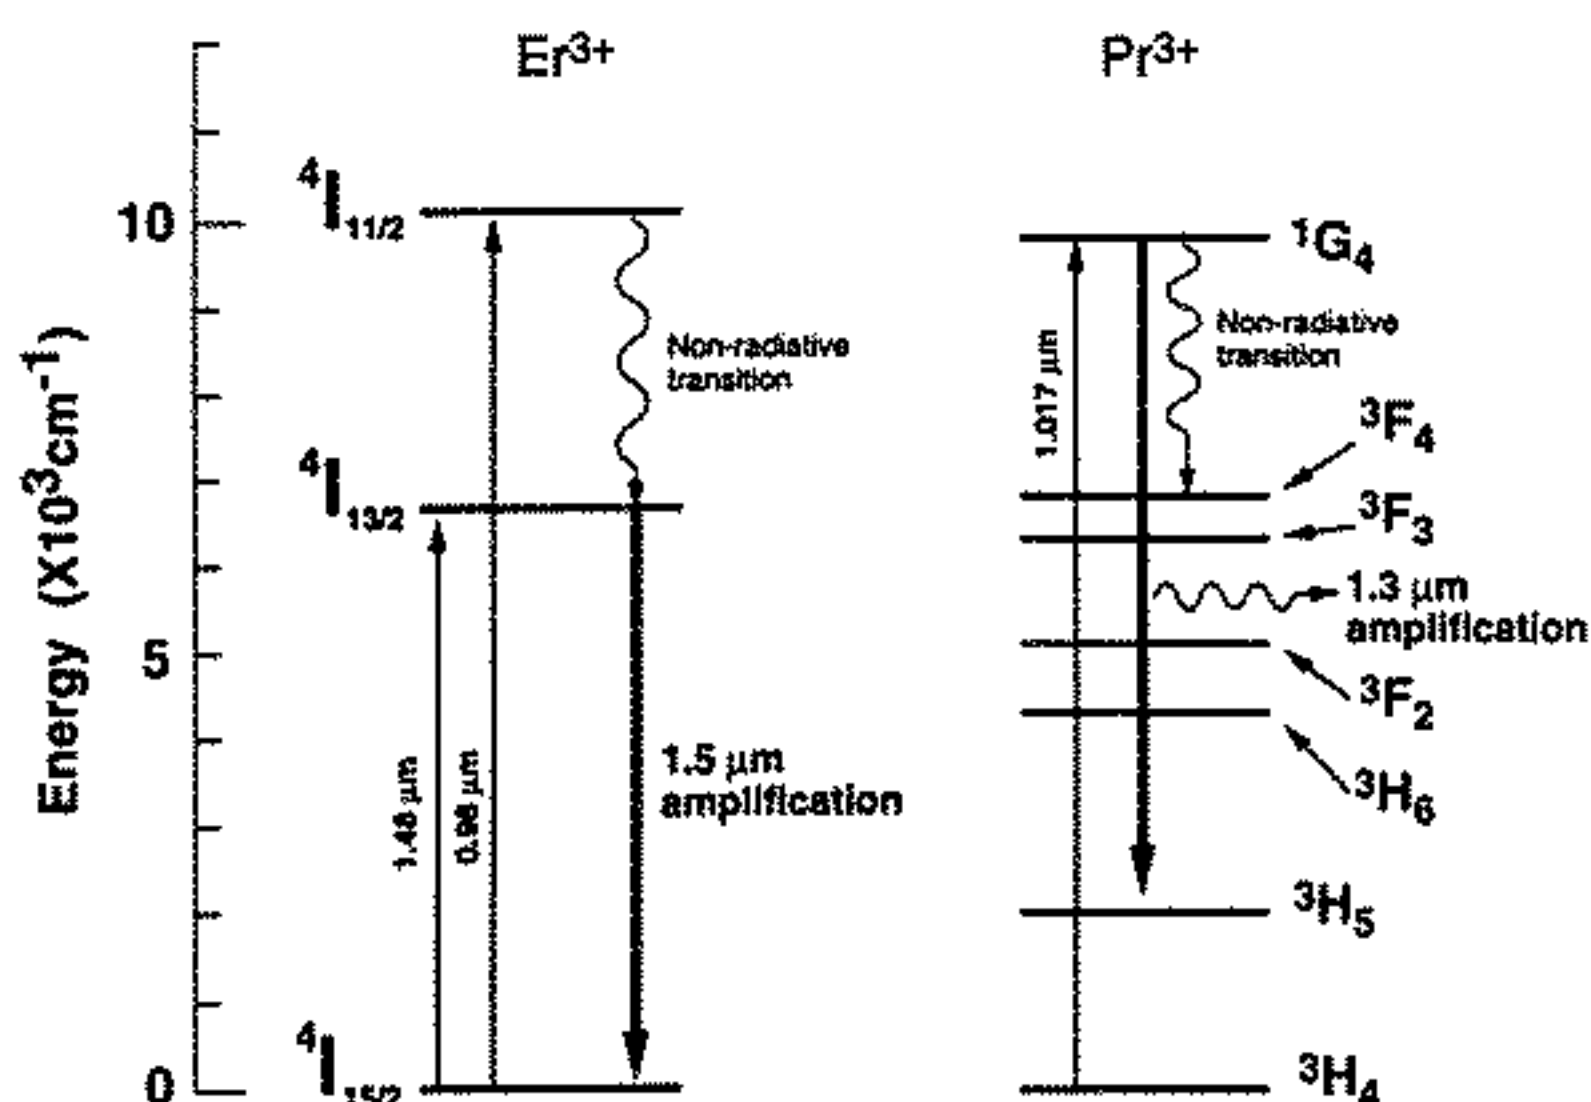 Er3+
Pr3+
Energy (X10³cm-1)
10
5
0
4I11/2
4I13/2
4I15/2
1.48 µm
0.98 µm
Non-radiative
transition
1.5 µm
amplification
1.017 µm
Non-radiative
transition
1G4
3F4
3F3
1.3 µm
amplification
3F2
3H6
3H5
3H4